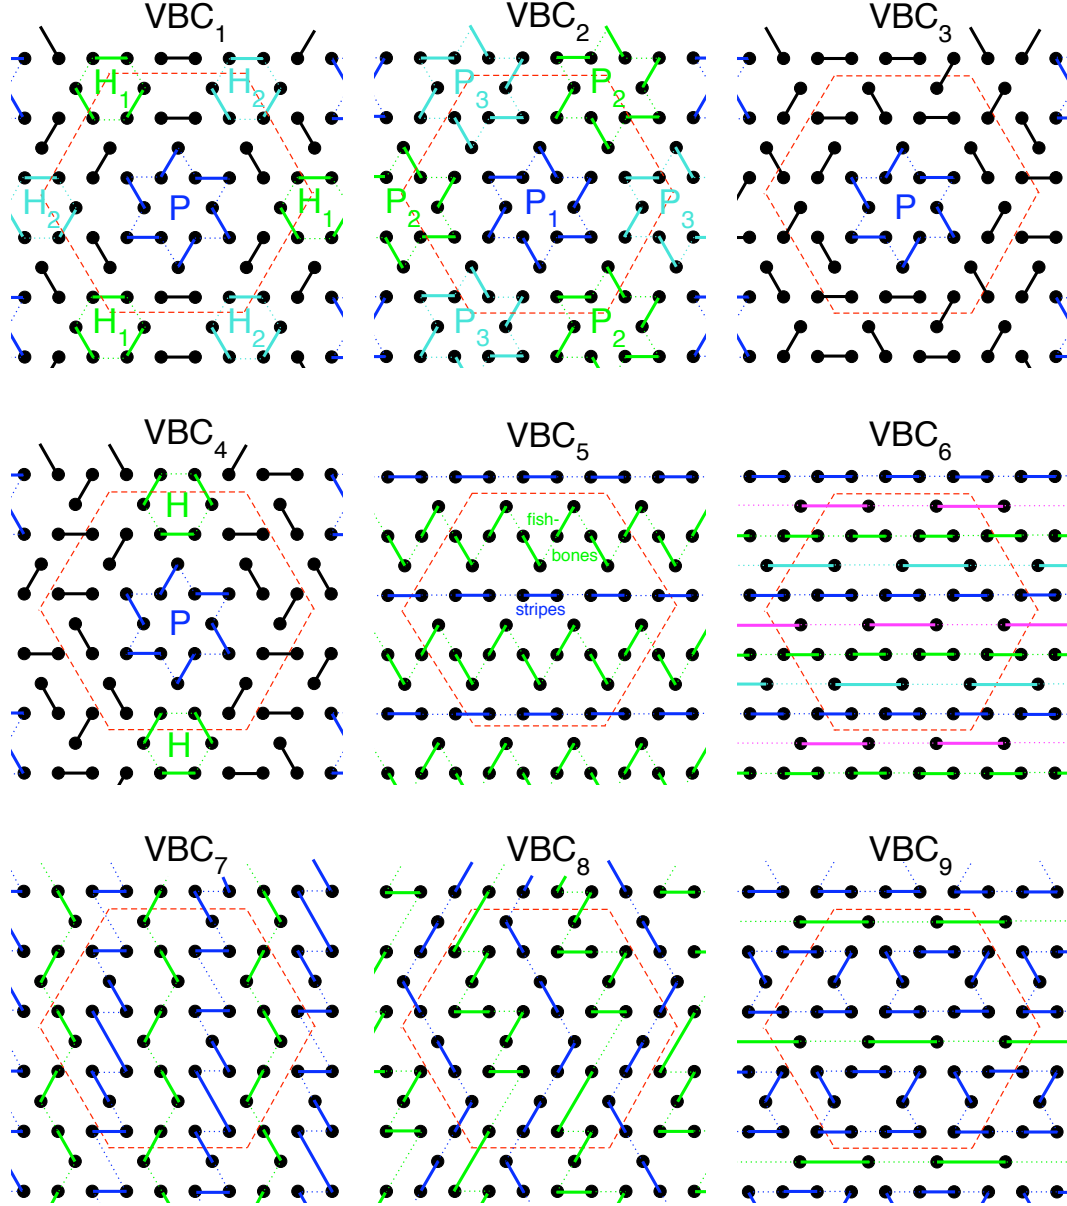 VBC1
VBC2
VBC3
H1
H2
P3
P2
H2
P
H1
P2
P1
P3
P
H1
H2
P3
P2
VBC4
VBC5
VBC6
H
fish-
bones
P
stripes
H
VBC7
VBC8
VBC9